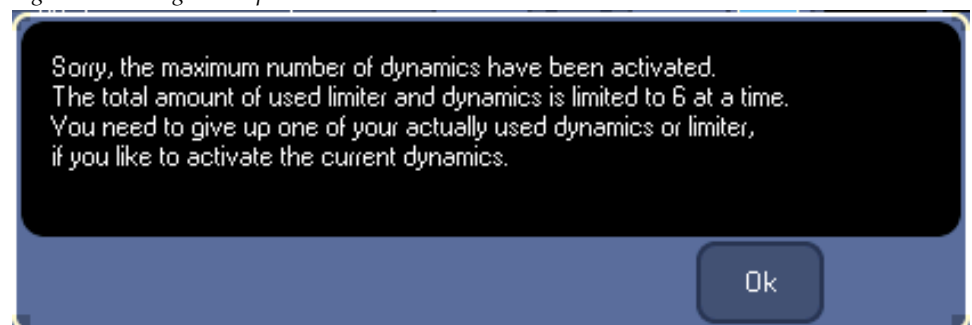 Sorry, the maximum number of dynamics have been activated.
The total amount of used limiter and dynamics is limited to 6 at a time.
You need to give up one of your actually used dynamics or limiter,
if you like to activate the current dynamics.
Ok